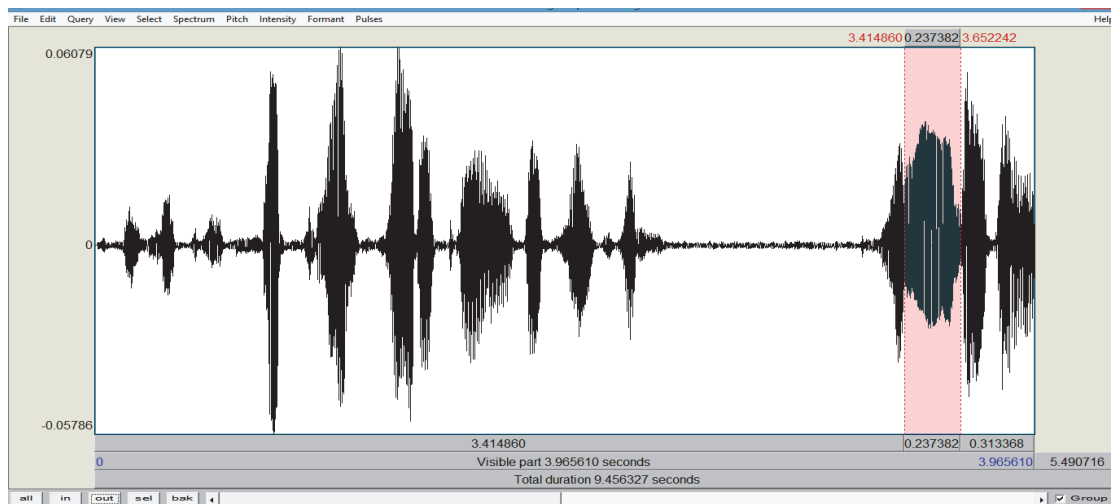 File Edit Query View Select Spectrum Pitch Intensity Formant Pulses Help
3.414860 0.237382 3.652242
0.06079
0
-0.05786
3.414860 0.237382 0.313368
0 Visible part 3.965610 seconds 3.965610 5.490716
Total duration 9.456327 seconds
all in out sel bak Group